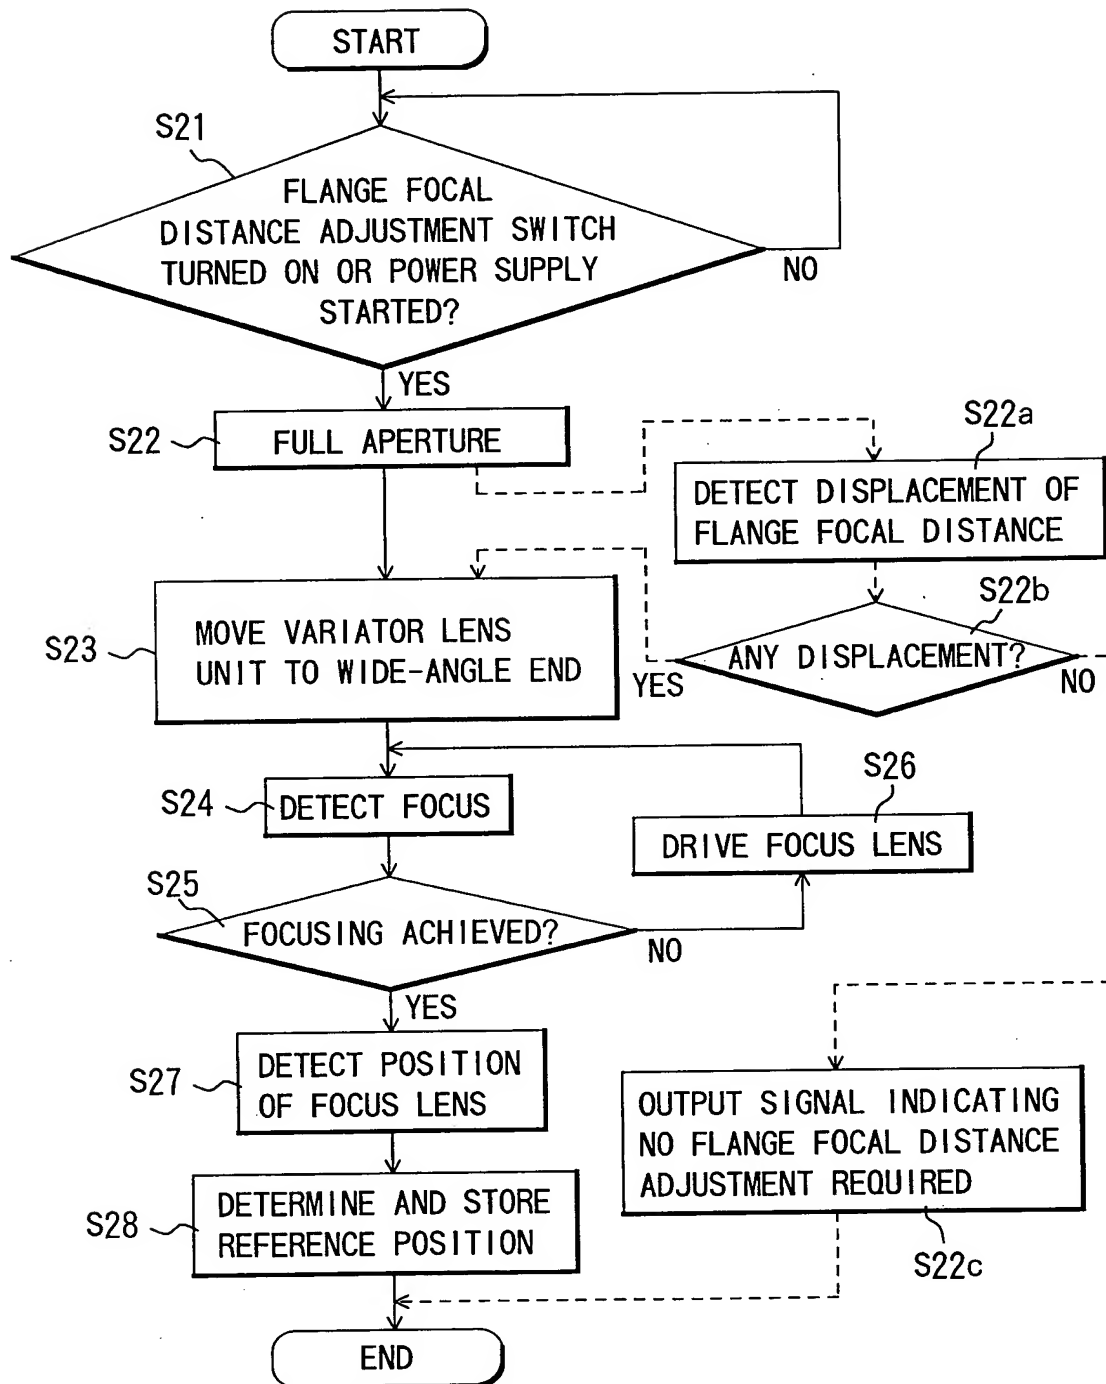 START
S21
FLANGE FOCAL
DISTANCE ADJUSTMENT SWITCH
TURNED ON OR POWER SUPPLY
STARTED?
NO
YES
S22
FULL APERTURE
S22a
DETECT DISPLACEMENT OF
FLANGE FOCAL DISTANCE
S22b
ANY DISPLACEMENT?
YES
NO
S23
MOVE VARIATOR LENS
UNIT TO WIDE-ANGLE END
S24
DETECT FOCUS
S26
DRIVE FOCUS LENS
S25
FOCUSING ACHIEVED?
NO
YES
S27
DETECT POSITION
OF FOCUS LENS
OUTPUT SIGNAL INDICATING
NO FLANGE FOCAL DISTANCE
ADJUSTMENT REQUIRED
S22c
S28
DETERMINE AND STORE
REFERENCE POSITION
END